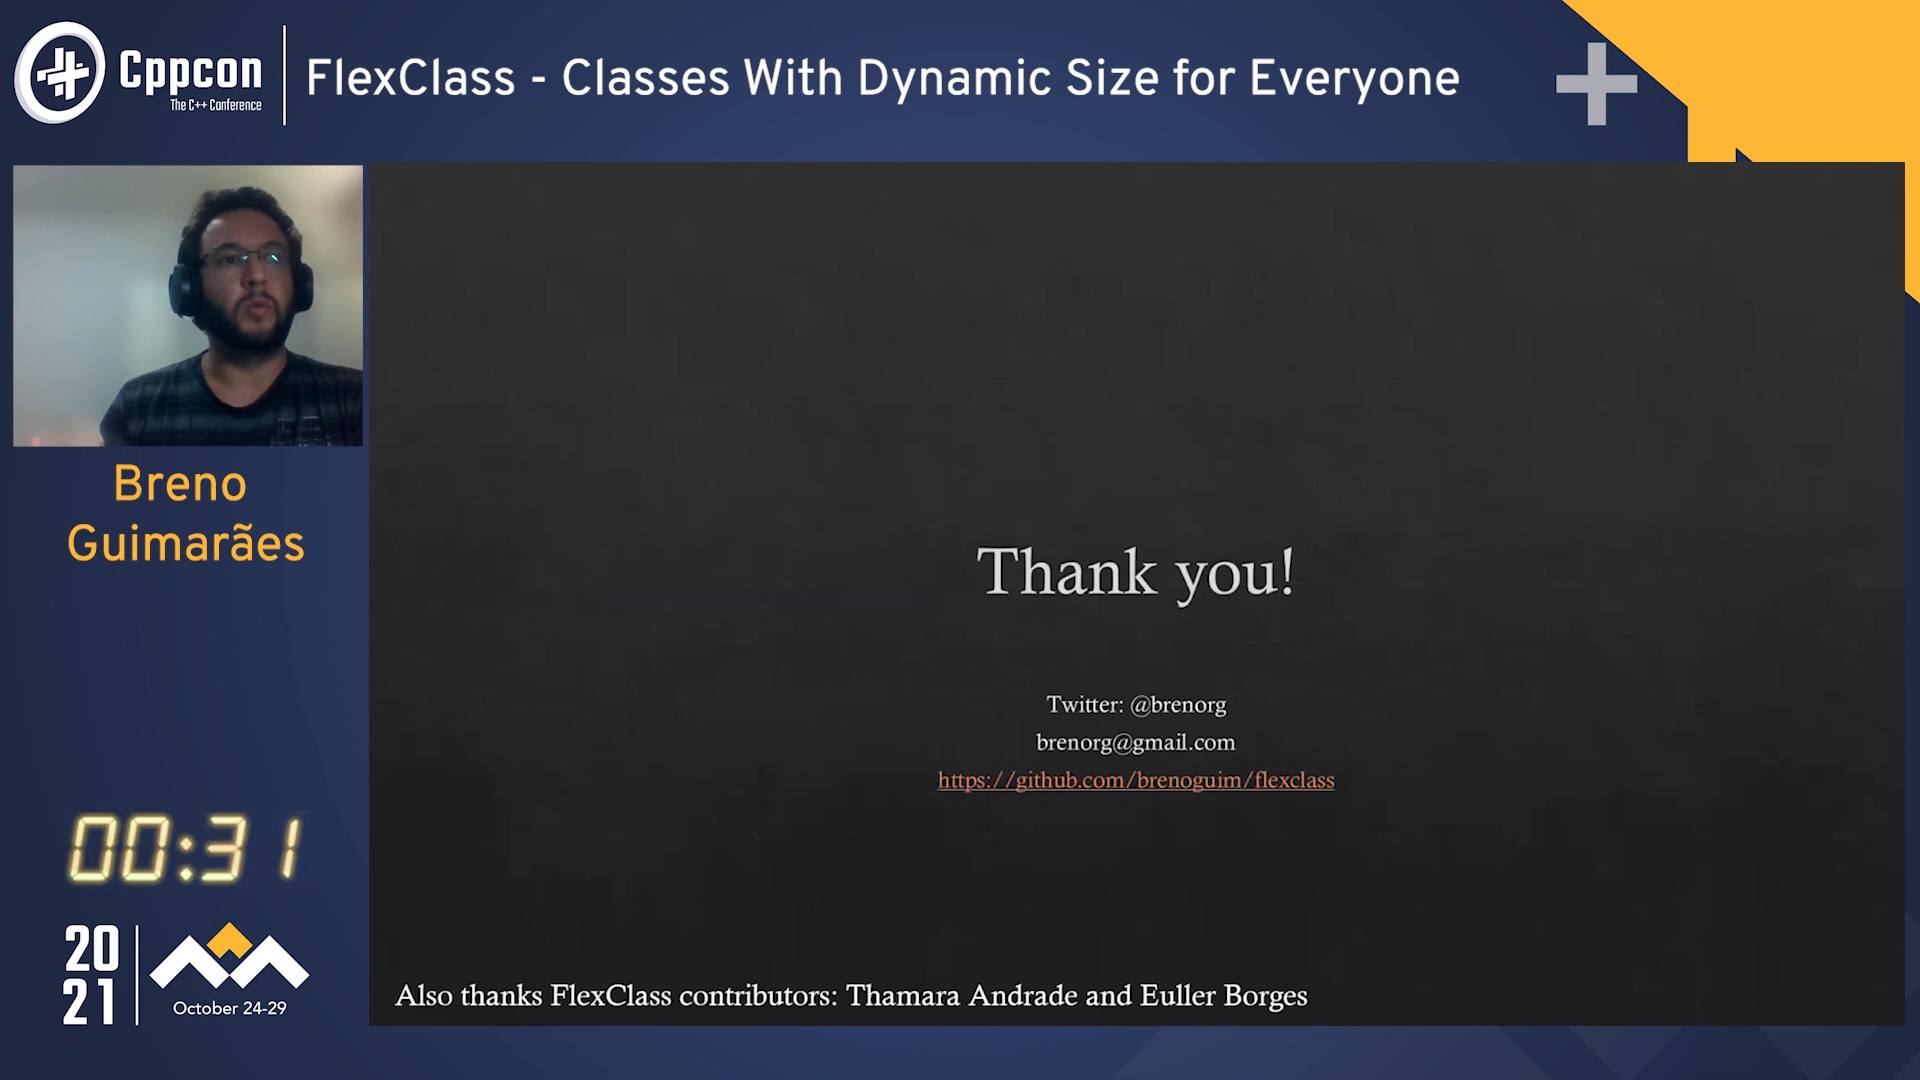 Cppcon
The C++ Conference
FlexClass - Classes With Dynamic Size for Everyone
Breno
Guimarães
00:31
20
21
October 24-29
Thank you!
Twitter: @brenorg
brenorg@gmail.com
https://github.com/brenoguim/flexclass
Also thanks FlexClass contributors: Thamara Andrade and Euller Borges